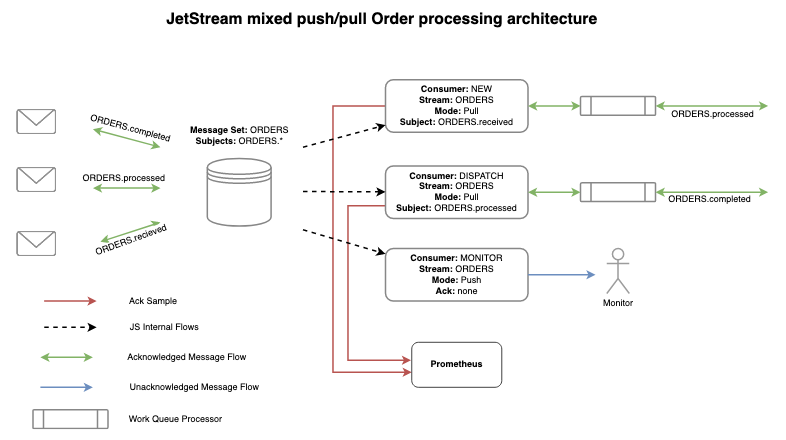 JetStream mixed push/pull Order processing architecture
ORDERS.completed
ORDERS.processed
ORDERS.recieved
Message Set: ORDERS
Subjects: ORDERS.*
Consumer: NEW
Stream: ORDERS
Mode: Pull
Subject: ORDERS.received
ORDERS.processed
Consumer: DISPATCH
Stream: ORDERS
Mode: Pull
Subject: ORDERS.processed
ORDERS.completed
Consumer: MONITOR
Stream: ORDERS
Mode: Push
Ack: none
Monitor
Prometheus
Ack Sample
JS Internal Flows
Acknowledged Message Flow
Unacknowledged Message Flow
Work Queue Processor